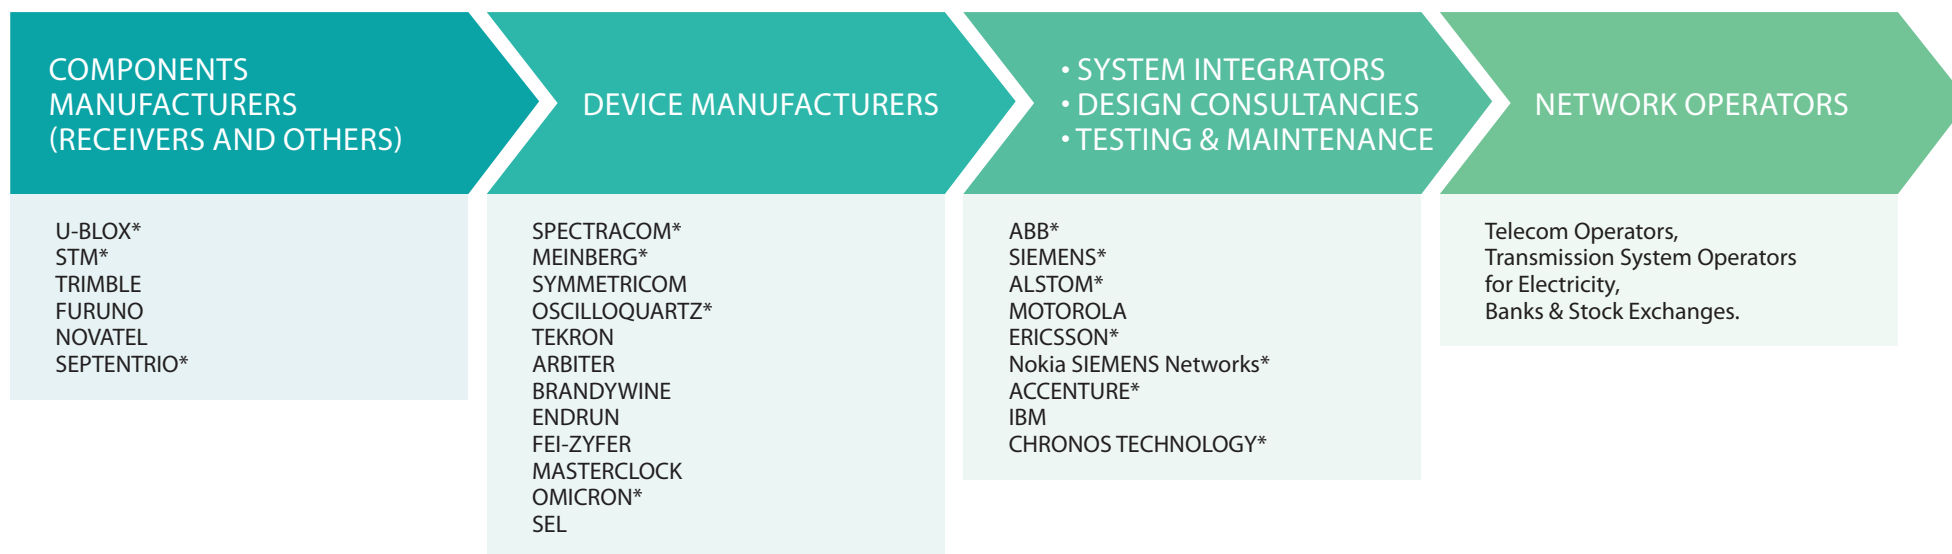 COMPONENTS
MANUFACTURERS
(RECEIVERS AND OTHERS)
U-BLOX*
STM*
TRIMBLE
FURUNO
NOVATEL
SEPTENTRIO*
DEVICE MANUFACTURERS
SPECTRACOM*
MEINBERG*
SYMMETRICOM
OSCILLOQUARTZ*
TEKRON
ARBITER
BRANDYWINE
ENDRUN
FEI-ZYFER
MASTERCLOCK
OMICRON*
SEL
• SYSTEM INTEGRATORS
• DESIGN CONSULTANCIES
• TESTING & MAINTENANCE
ABB*
SIEMENS*
ALSTOM*
MOTOROLA
ERICSSON*
Nokia SIEMENS Networks*
ACCENTURE*
IBM
CHRONOS TECHNOLOGY*
NETWORK OPERATORS
Telecom Operators,
Transmission System Operators
for Electricity,
Banks & Stock Exchanges.